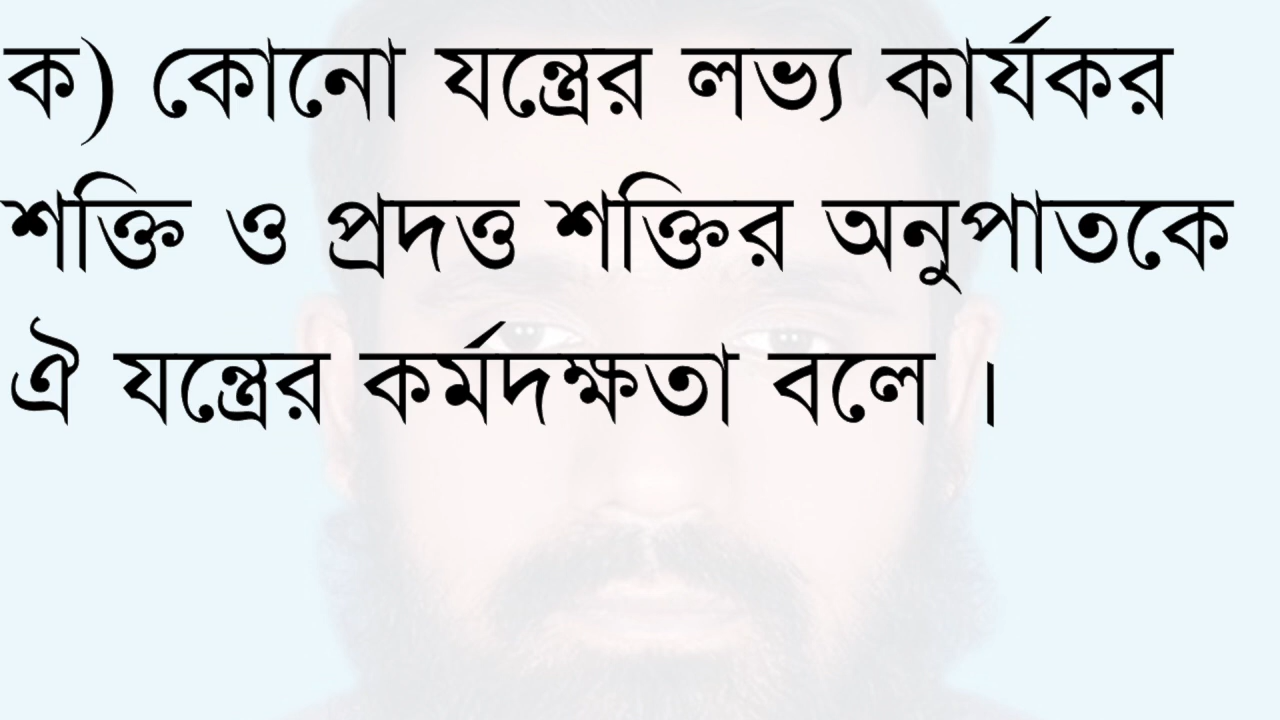 ক) কোনো যন্ত্রের লভ্য কার্যকর
শক্তি ও প্রদত্ত শক্তির অনুপাতকে
ঐ যন্ত্রের কর্মদক্ষতা বলে ।